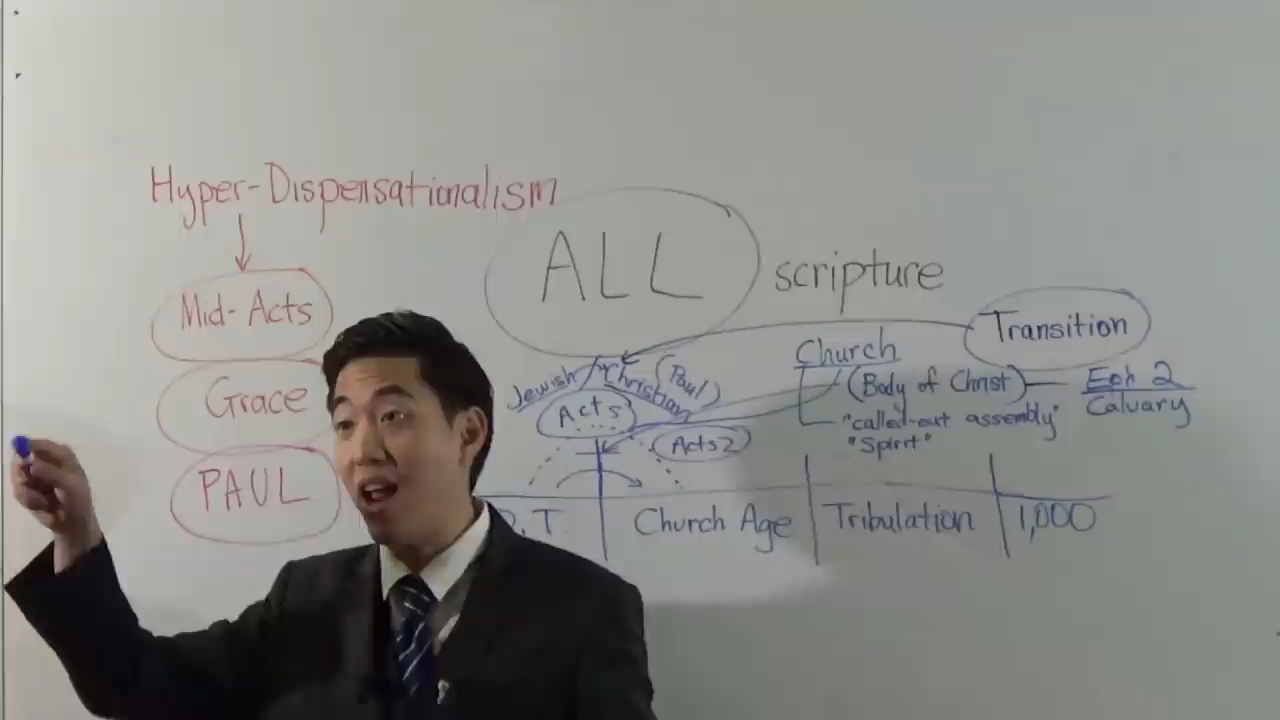 Hyper-Dispensationalism
ALL
scripture
Mid-Acts
Transition
Church
Jewish
Christian
(Paul)
(Body of Christ)
Eph 2
Grace
Acts
"called-out assembly"
Calvary
Acts 2
"Spirit"
PAUL
.T.
Church Age
Tribulation
1,000